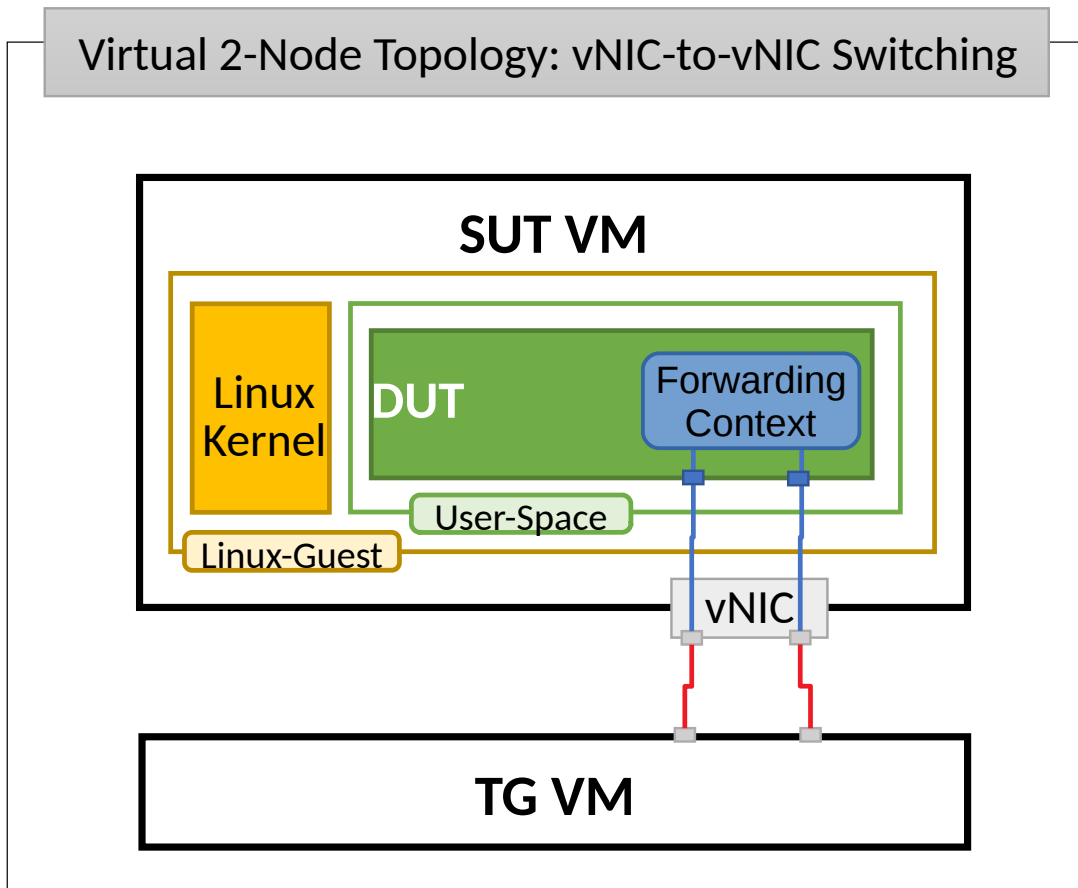 Virtual 2-Node Topology: vNIC-to-vNIC Switching
SUT VM
Linux
Kernel
DUT
Forwarding
Context
User-Space
Linux-Guest
vNIC
TG VM